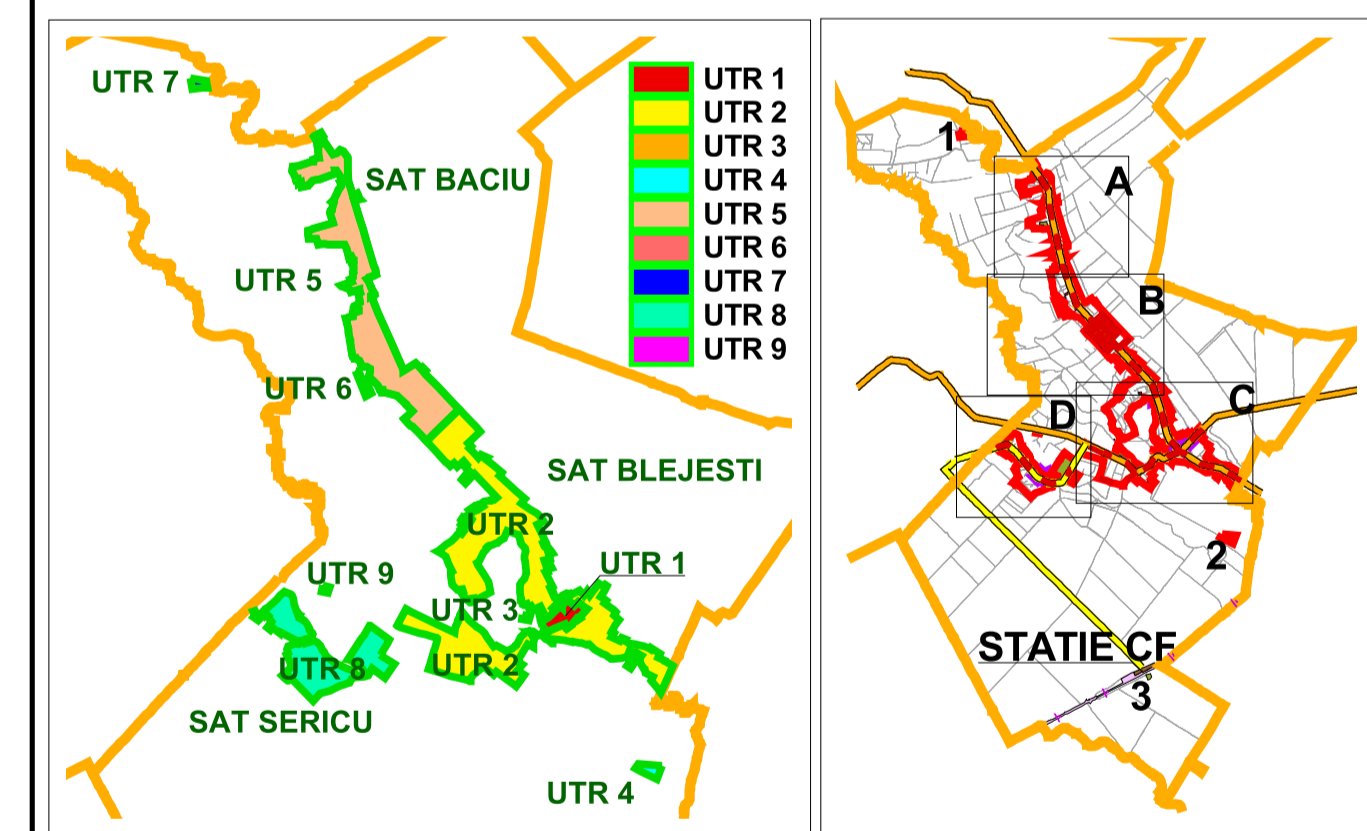 UTR 7
UTR 1
UTR 2
UTR 3
UTR 4
UTR 5
UTR 6
UTR 7
UTR 8
UTR 9
SAT BACIU
UTR 5
UTR 6
SAT BLEJESTI
UTR 2
UTR 1
UTR 9
UTR 3
UTR 8
UTR 2
SAT SERICU
UTR 4
1
A
B
C
D
2
STATIE CF
3